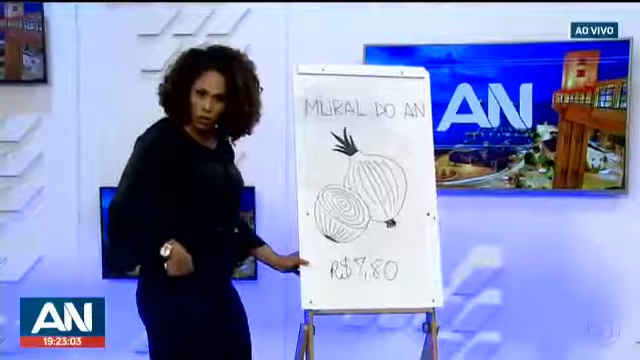 AO VIVO
MURAL DO AN
AN
R$7,80
AN
19:23:03